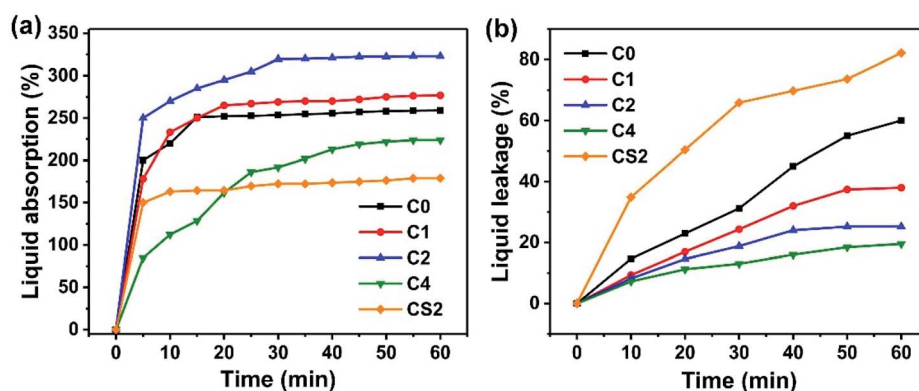 (a)
350
300
250
200
150
100
50
0
Liquid absorption (%)
C0
C1
C2
C4
CS2
0 10 20 30 40 50 60
Time (min)
(b)
80
60
40
20
0
Liquid leakage (%)
C0
C1
C2
C4
CS2
0 10 20 30 40 50 60
Time (min)